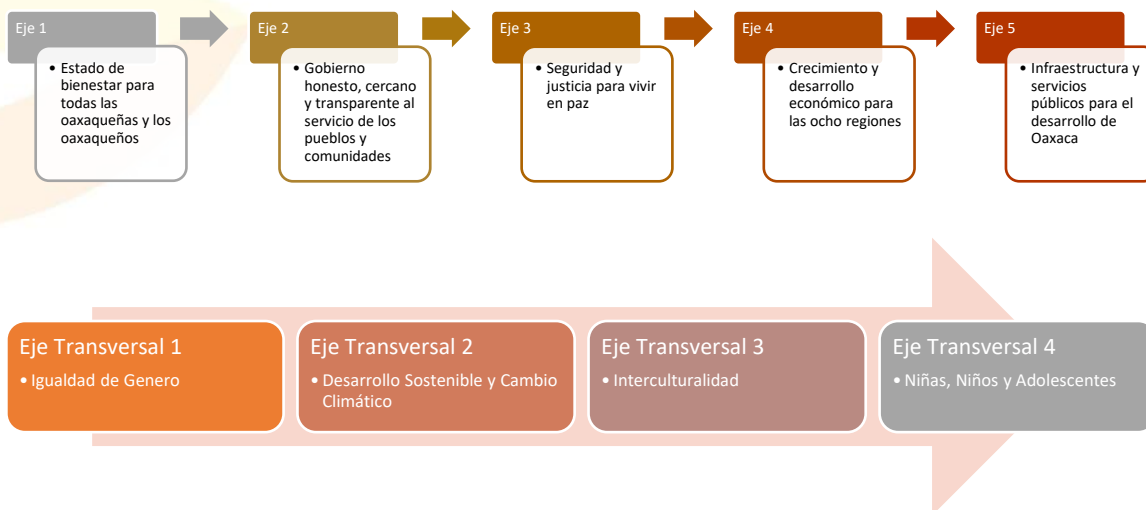 Eje 1
• Estado de
bienestar para
todas las
oaxaqueñas y los
oaxaqueños
Eje 2
• Gobierno
honesto, cercano
y transparente al
servicio de los
pueblos y
comunidades
Eje 3
• Seguridad y
justicia para vivir
en paz
Eje 4
• Crecimiento y
desarrollo
económico para
las ocho regiones
Eje 5
• Infraestructura y
servicios
públicos para el
desarrollo de
Oaxaca
Eje Transversal 1
• Igualdad de Genero
Eje Transversal 2
• Desarrollo Sostenible y Cambio
Climático
Eje Transversal 3
• Interculturalidad
Eje Transversal 4
• Niñas, Niños y Adolescentes